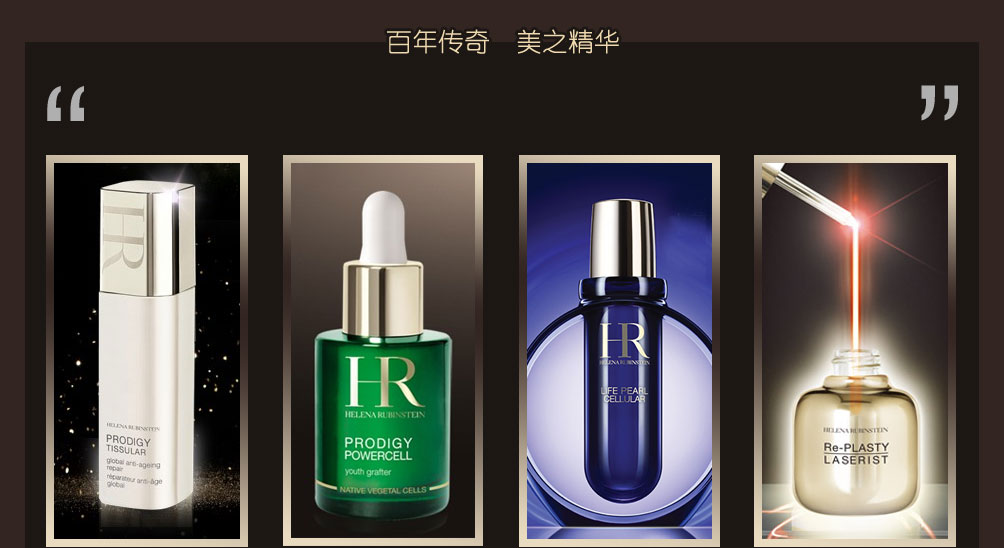 百年传奇 美之精华
“
”
HR
HELENA RUBINSTEIN
PRODIGY
TISSULAR
global anti-ageing
repair
réparateur anti-âge
global
HR
HELENA RUBINSTEIN
PRODIGY
POWERCELL
youth grafter
NATIVE VEGETAL CELLS
HR
HELENA RUBINSTEIN
LIFE PEARL
CELLULAR
HELENA RUBINSTEIN
Re-PLASTY
LASERIST